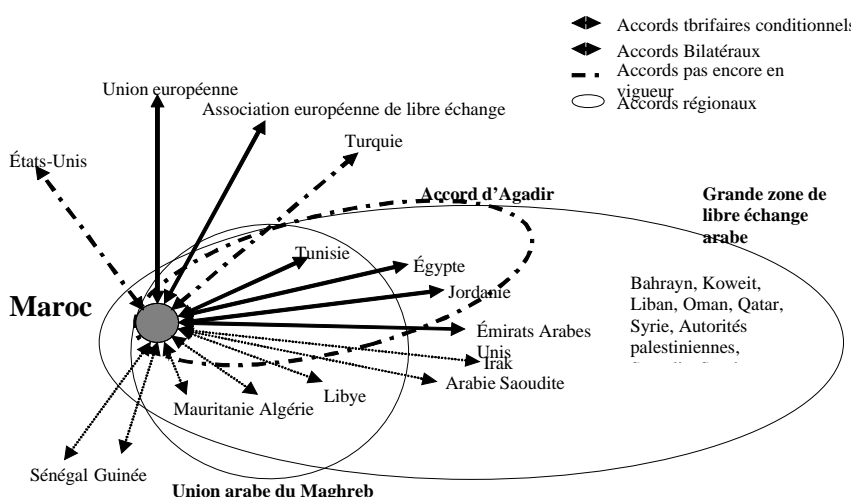 Accords tbrifaires conditionnels
Accords Bilatéraux
Accords pas encore en
vigueur
Accords régionaux
Union européenne
Association européenne de libre échange
Turquie
États-Unis
Accord d'Agadir
Grande zone de
libre échange
arabe
Tunisie
Égypte
Jordanie
Bahrayn, Koweit,
Liban, Oman, Qatar,
Syrie, Autorités
palestiniennes,
Maroc
Émirats Arabes
Unis
Irak
Arabie Saoudite
Libye
Mauritanie Algérie
Sénégal Guinée
Union arabe du Maghreb